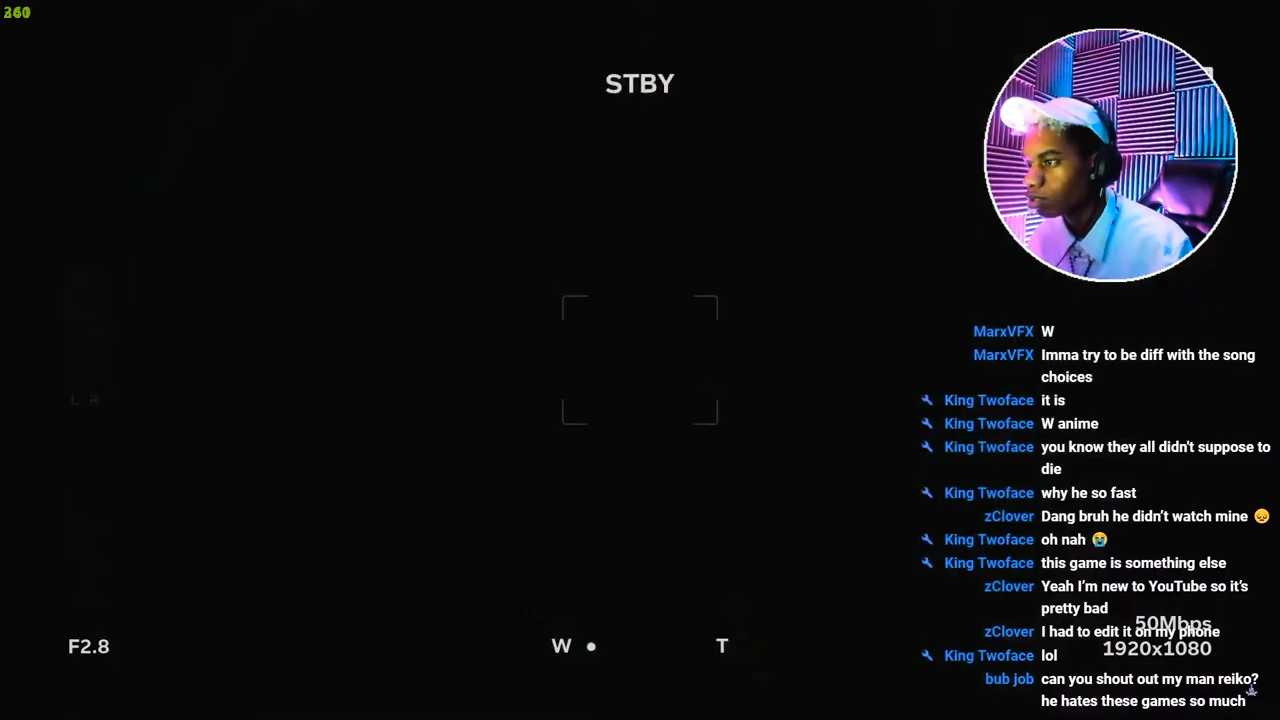 STBY
MarxVFX W
MarxVFX Imma try to be diff with the song
choices
King Twoface it is
King Twoface W anime
King Twoface you know they all didn't suppose to
die
King Twoface why he so fast
zClover Dang bruh he didn’t watch mine 😞
King Twoface oh nah 😭
King Twoface this game is something else
zClover Yeah I’m new to YouTube so it’s
pretty bad
50Mbps
zClover I had to edit it on my phone
F2.8
W T
1920x1080
King Twoface lol
bub job can you shout out my man reiko?
he hates these games so much